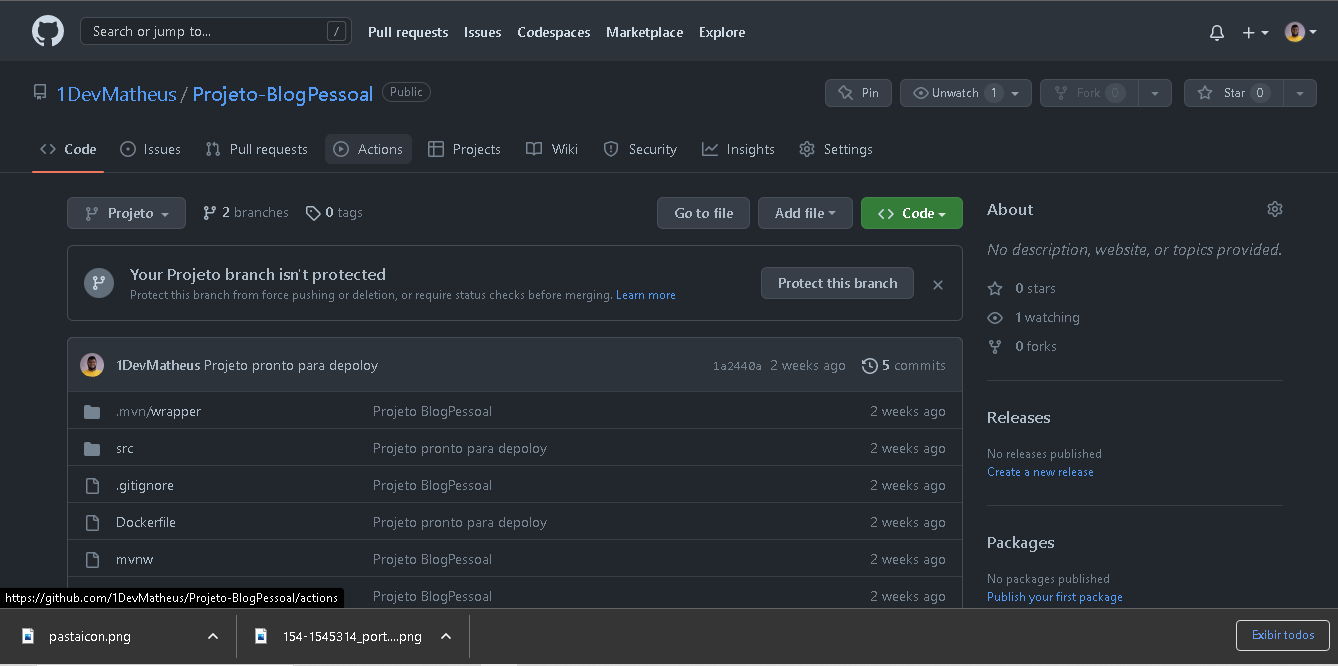 Search or jump to... / Pull requests Issues Codespaces Marketplace Explore
1DevMatheus / Projeto-BlogPessoal Public Pin Unwatch 1 Fork 0 Star 0
Code Issues Pull requests Actions Projects Wiki Security Insights Settings
Projeto 2 branches 0 tags Go to file Add file Code
Your Projeto branch isn't protected
Protect this branch from force pushing or deletion, or require status checks before merging. Learn more
Protect this branch
1DevMatheus Projeto pronto para depoloy 1a2440a 2 weeks ago 5 commits
.mvn/wrapper Projeto BlogPessoal 2 weeks ago
src Projeto pronto para depoloy 2 weeks ago
.gitignore Projeto BlogPessoal 2 weeks ago
Dockerfile Projeto pronto para depoloy 2 weeks ago
mvnw Projeto BlogPessoal 2 weeks ago
Projeto BlogPessoal 2 weeks ago
About
No description, website, or topics provided.
0 stars
1 watching
0 forks
Releases
No releases published
Create a new release
Packages
No packages published
Publish your first package
https://github.com/1DevMatheus/Projeto-BlogPessoal/actions
pastaicon.png 154-1545314_port....png Exibir todos